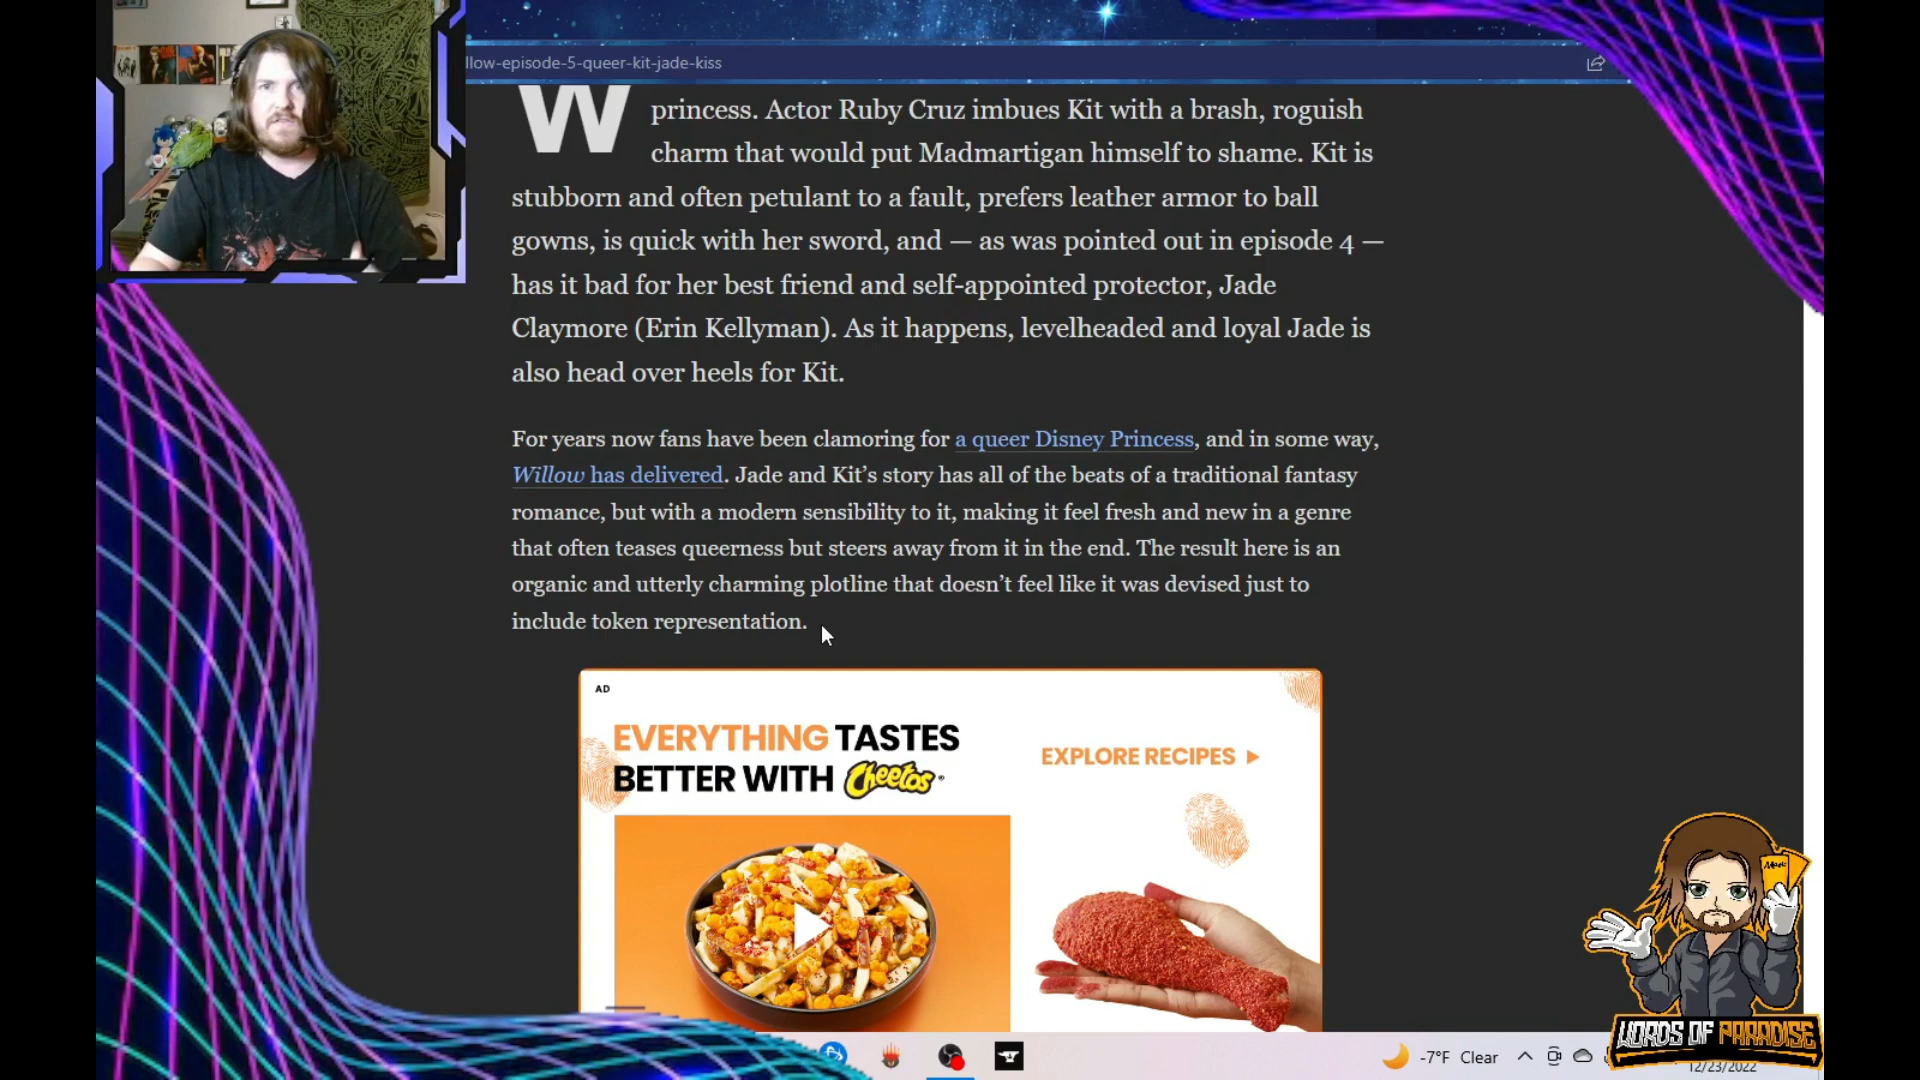 llow-episode-5-queer-kit-jade-kiss
W princess. Actor Ruby Cruz imbues Kit with a brash, roguish
charm that would put Madmartigan himself to shame. Kit is
stubborn and often petulant to a fault, prefers leather armor to ball
gowns, is quick with her sword, and — as was pointed out in episode 4 —
has it bad for her best friend and self-appointed protector, Jade
Claymore (Erin Kellyman). As it happens, levelheaded and loyal Jade is
also head over heels for Kit.
For years now fans have been clamoring for a queer Disney Princess, and in some way,
Willow has delivered. Jade and Kit’s story has all of the beats of a traditional fantasy
romance, but with a modern sensibility to it, making it feel fresh and new in a genre
that often teases queerness but steers away from it in the end. The result here is an
organic and utterly charming plotline that doesn’t feel like it was devised just to
include token representation.
AD
EVERYTHING TASTES
BETTER WITH Cheetos®
EXPLORE RECIPES
Magic
WORDS OF PARADISE
-7°F Clear
12/23/2022